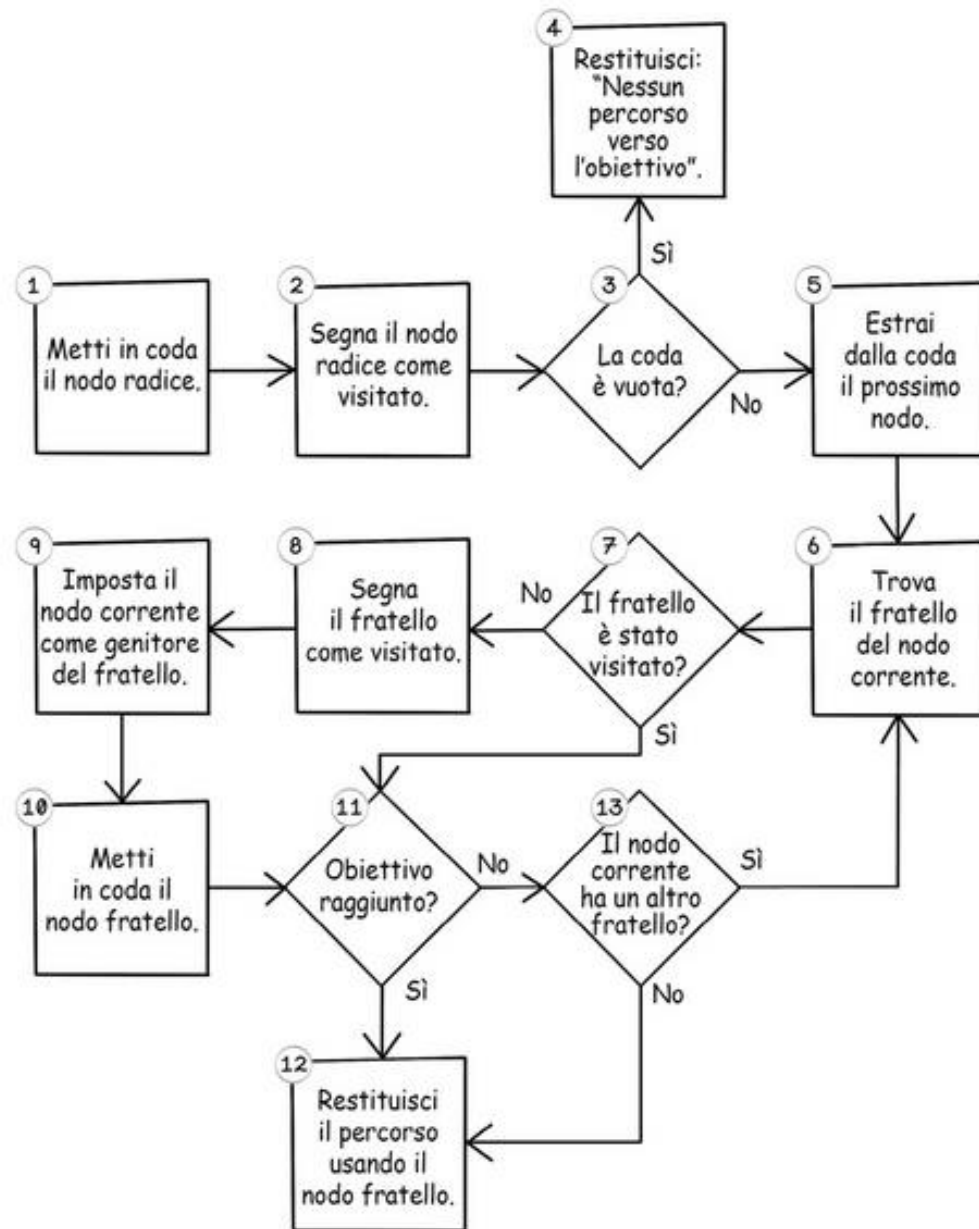 4
Restituisci:
“Nessun
percorso
verso
l’obiettivo”.
Sì
1
Metti in coda
il nodo radice.
2
Segna il nodo
radice come
visitato.
3
La coda
è vuota?
No
5
Estrai
dalla coda
il prossimo
nodo.
9
Imposta il
nodo corrente
come genitore
del fratello.
8
Segna
il fratello
come visitato.
No
7
Il fratello
è stato
visitato?
Sì
6
Trova
il fratello
del nodo
corrente.
10
Metti
in coda il
nodo fratello.
11
Obiettivo
raggiunto?
No
Sì
13
Il nodo
corrente
ha un altro
fratello?
Sì
No
12
Restituisci
il percorso
usando il
nodo fratello.